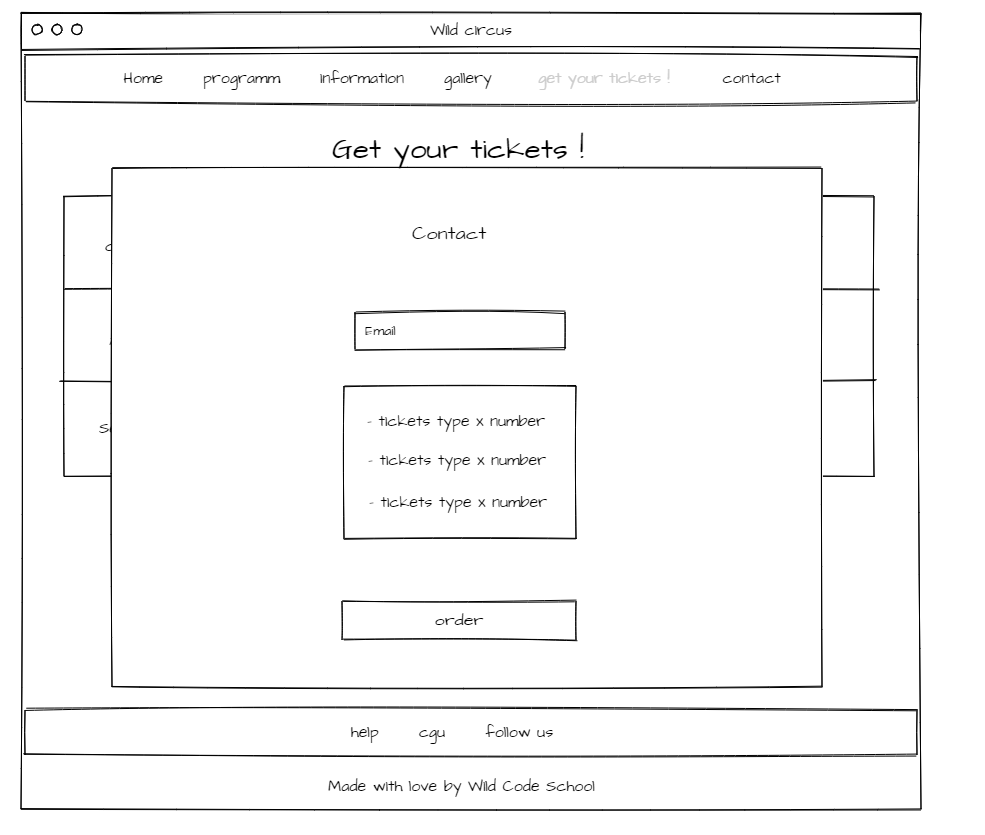 Wild circus
Home programm information gallery get your tickets ! contact
Get your tickets !
Contact
Email
- tickets type x number
- tickets type x number
- tickets type x number
order
help cgu follow us
Made with love by Wild Code School